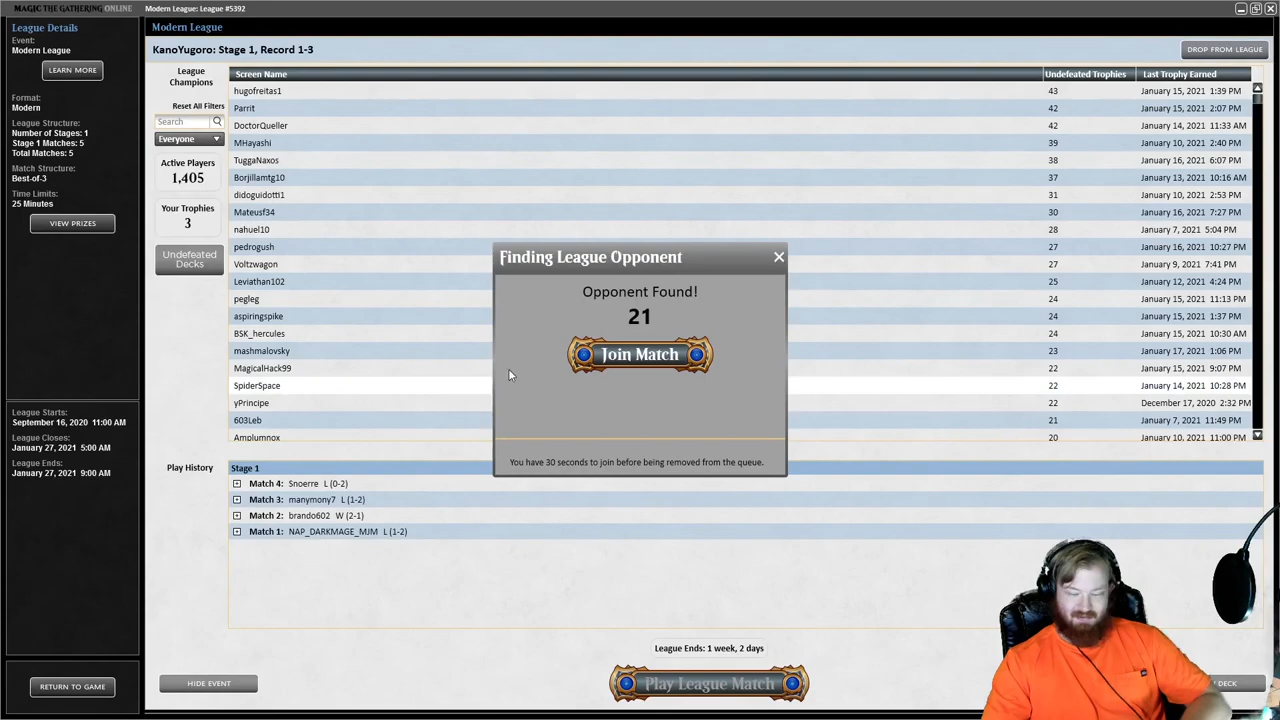 MAGIC THE GATHERING ONLINE
Modern League: League #5392
League Details
Event:
Modern League
LEARN MORE
Format:
Modern
League Structure:
Number of Stages: 1
Stage 1 Matches: 5
Total Matches: 5
Match Structure:
Best-of-3
Time Limits:
25 Minutes
VIEW PRIZES
League Starts:
September 16, 2020 11:00 AM
League Closes:
January 27, 2021 5:00 AM
League Ends:
January 27, 2021 9:00 AM
RETURN TO GAME
Modern League
KanoYugoro: Stage 1, Record 1-3
DROP FROM LEAGUE
League
Champions
Reset All Filters
Search
Everyone
Active Players
1,405
Your Trophies
3
Undefeated
Decks
Screen Name Undefeated Trophies Last Trophy Earned
hugofreitas1 43 January 15, 2021 1:39 PM
Parrit 42 January 15, 2021 2:07 PM
DoctorQueller 42 January 14, 2021 11:33 AM
MHayashi 39 January 10, 2021 2:40 PM
TuggaNaxos 38 January 16, 2021 6:07 PM
Borjillamtg10 37 January 13, 2021 10:16 AM
didoguidotti1 31 January 10, 2021 2:53 PM
Mateusf34 30 January 16, 2021 7:27 PM
nahuel10 28 January 7, 2021 5:04 PM
pedrogush 27 January 16, 2021 10:27 PM
Voltzwagon 27 January 9, 2021 7:41 PM
Leviathan102 25 January 12, 2021 4:24 PM
pegleg 24 January 15, 2021 11:13 PM
aspiringspike 24 January 15, 2021 1:37 PM
BSK_hercules 24 January 15, 2021 10:30 AM
mashmalovsky 23 January 17, 2021 1:06 PM
MagicalHack99 22 January 15, 2021 9:07 PM
SpiderSpace 22 January 14, 2021 10:28 PM
yPrincipe 22 December 17, 2020 2:32 PM
603Leb 21 January 7, 2021 11:49 PM
Amplumnox 20 January 10, 2021 11:00 PM
Finding League Opponent
Opponent Found!
21
Join Match
You have 30 seconds to join before being removed from the queue.
Play History
Stage 1
Match 4: Snoerre L (0-2)
Match 3: manymony7 L (1-2)
Match 2: brando602 W (2-1)
Match 1: NAP_DARKMAGE_MJM L (1-2)
League Ends: 1 week, 2 days
HIDE EVENT
Play League Match
DECK